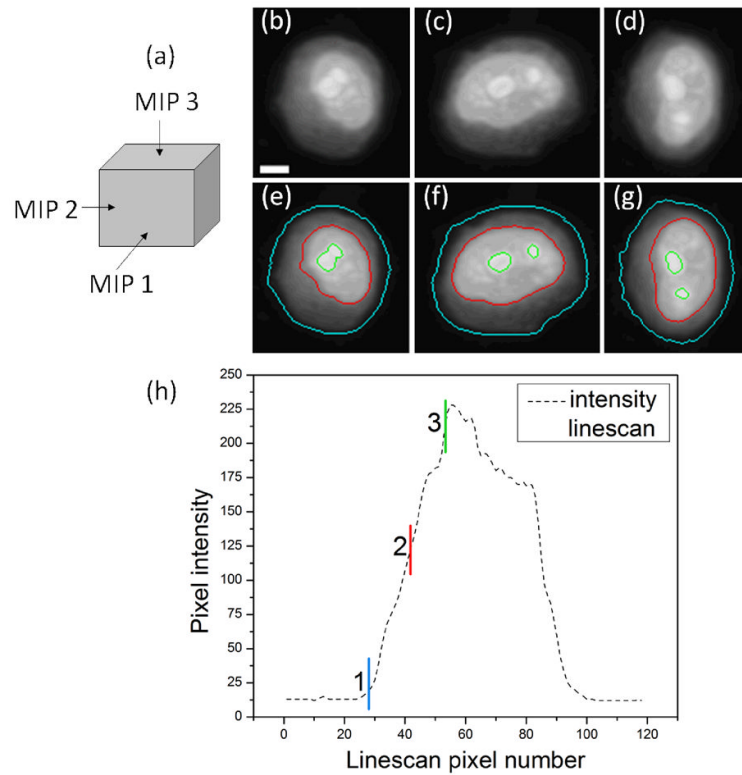 (a)
MIP 3
MIP 2
MIP 1
(b)
(c)
(d)
(e)
(f)
(g)
(h)
250
225
200
175
150
125
100
75
50
25
0
0 20 40 60 80 100 120
Pixel intensity
Linescan pixel number
intensity
linescan
1
2
3